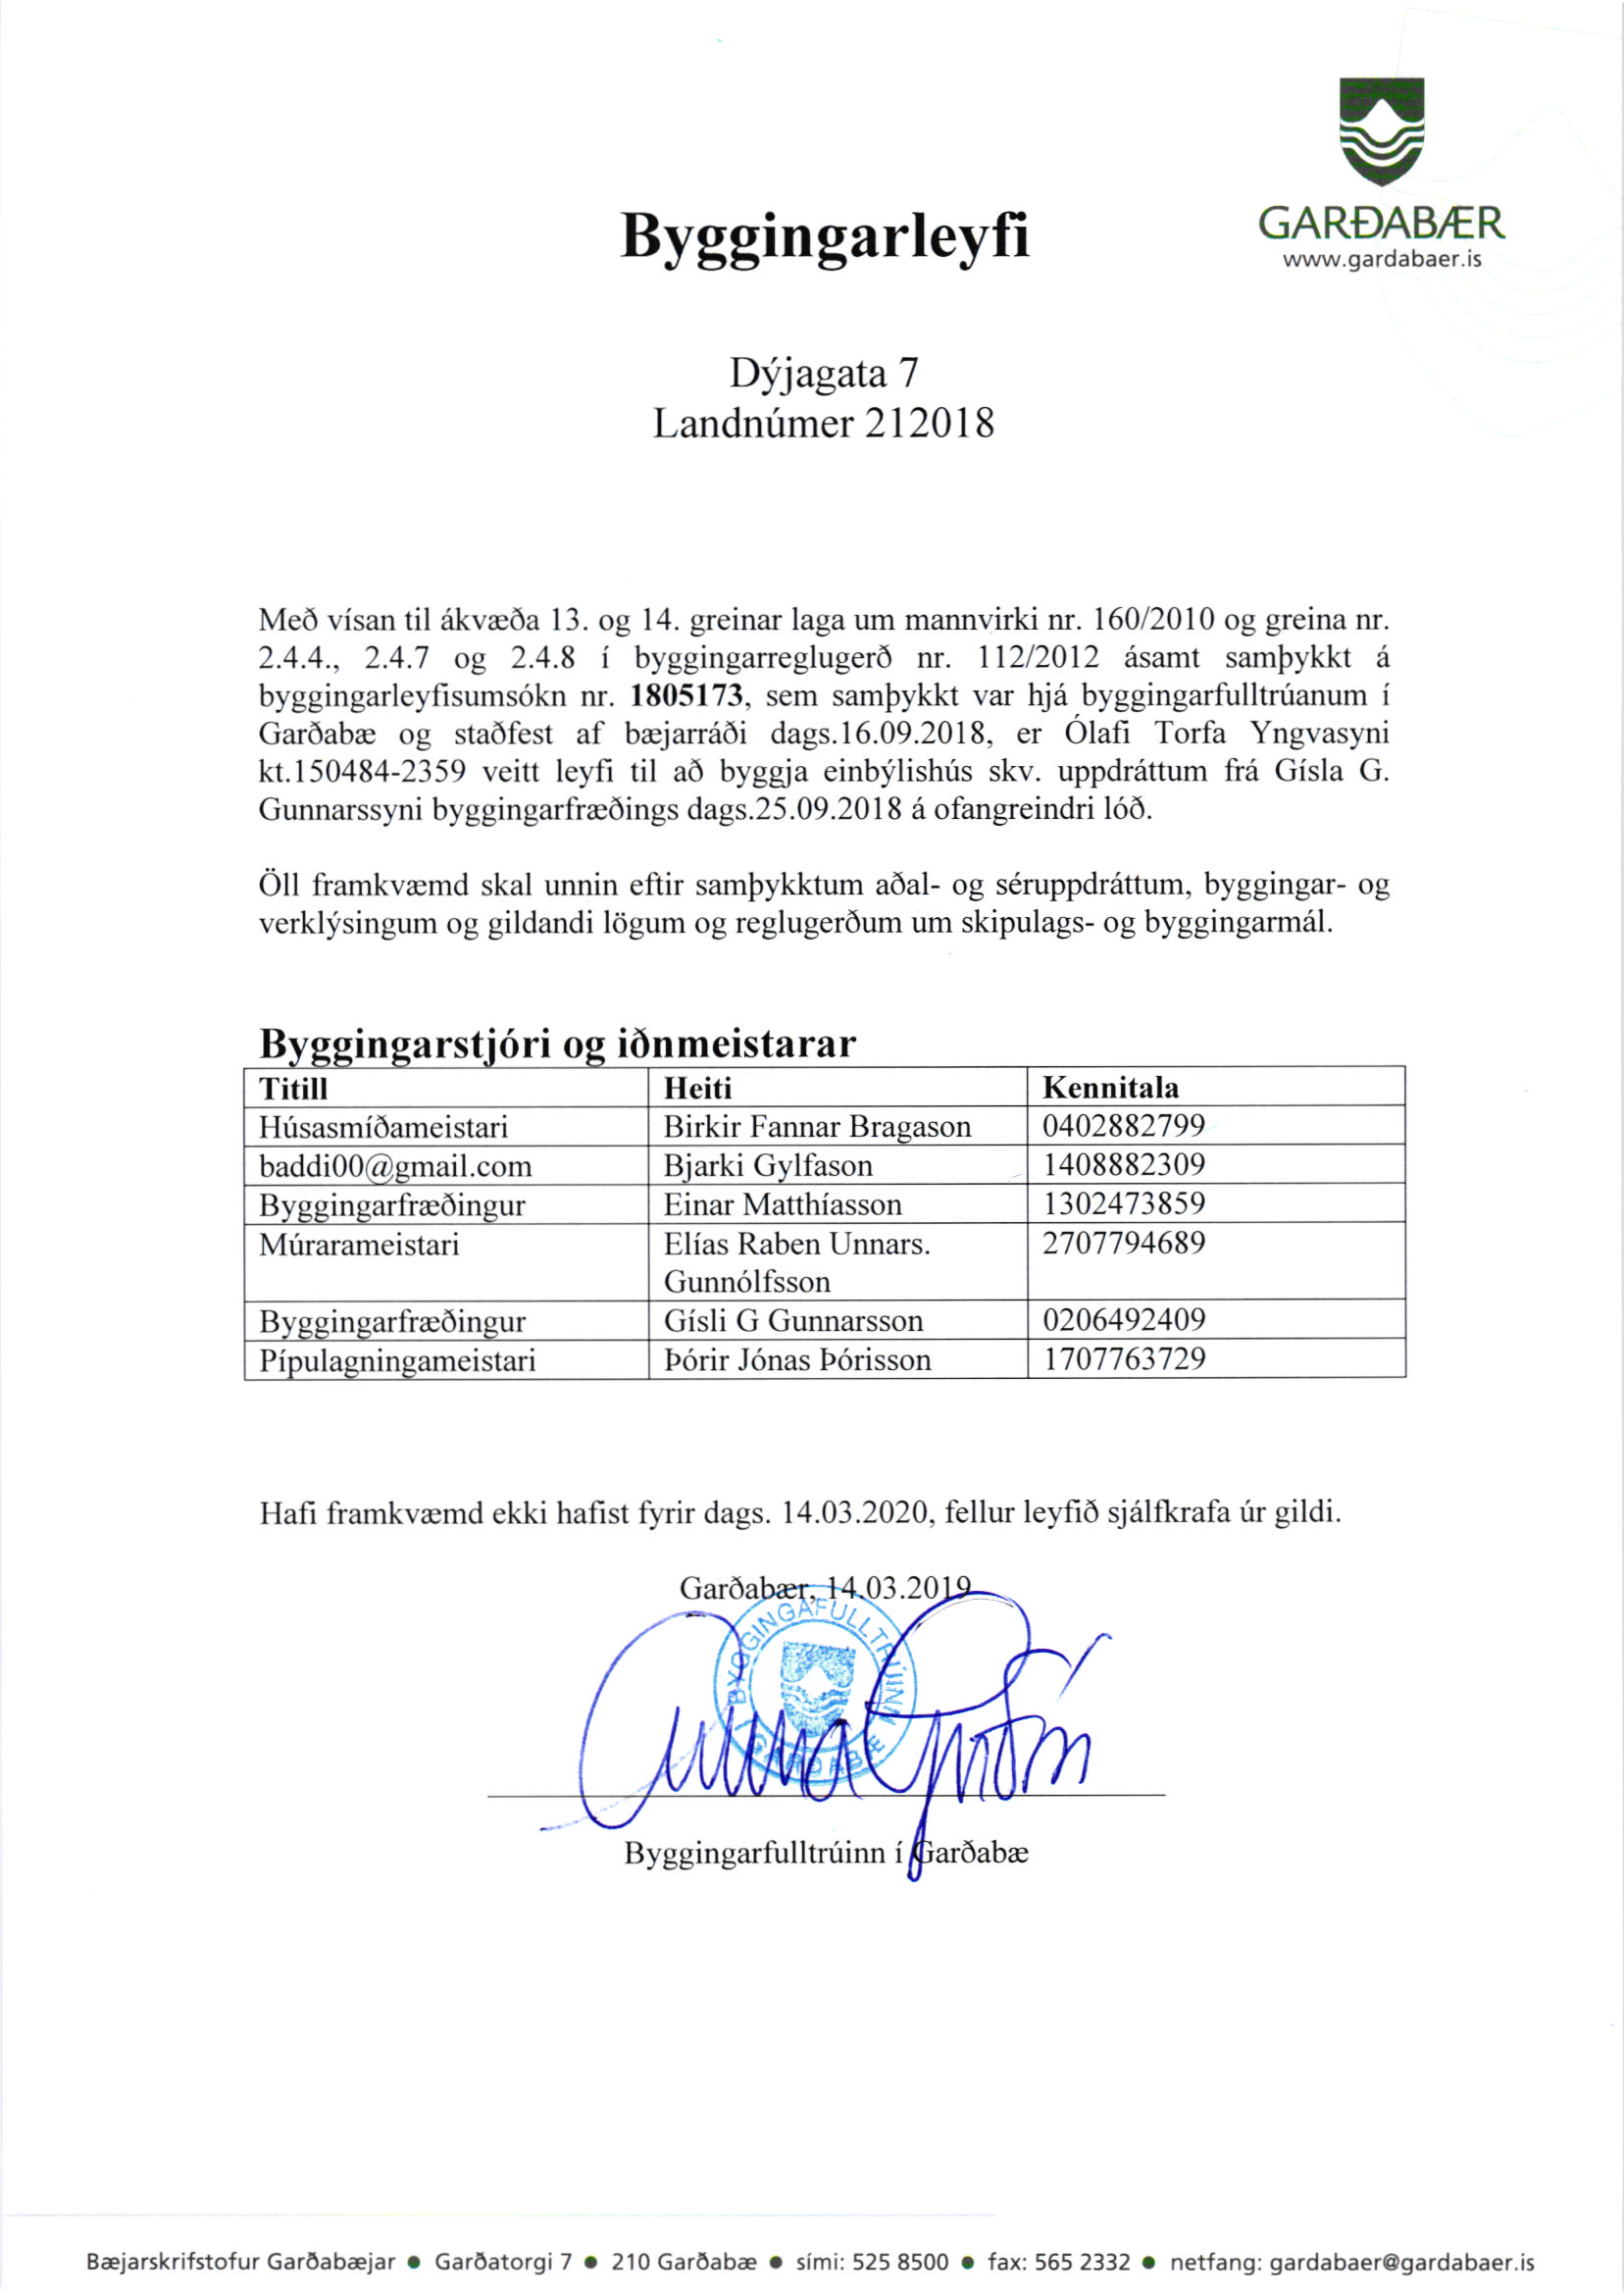 GARÐABÆR
www.gardabaer.is
Byggingarleyfi
Dýjagata 7
Landnúmer 212018
Með vísan til ákvæða 13. og 14. greinar laga um mannvirki nr. 160/2010 og greina nr.
2.4.4., 2.4.7 og 2.4.8 í byggingarreglugerð nr. 112/2012 ásamt samþykkt á
byggingarleyfisumsókn nr. 1805173, sem samþykkt var hjá byggingarfulltrúanum í
Garðabæ og staðfest af bæjarráði dags.16.09.2018, er Ólafi Torfa Yngvasyni
kt.150484-2359 veitt leyfi til að byggja einbýlishús skv. uppdráttum frá Gísla G.
Gunnarssyni byggingarfræðings dags.25.09.2018 á ofangreindri lóð.
Öll framkvæmd skal unnin eftir samþykktum aðal- og séruppdráttum, byggingar- og
verklýsingum og gildandi lögum og reglugerðum um skipulags- og byggingarmál.
Byggingarstjóri og iðnmeistarar
Titill Heiti Kennitala
Húsasmíðameistari Birkir Fannar Bragason 0402882799
baddi00@gmail.com Bjarki Gylfason 1408882309
Byggingarfræðingur Einar Matthíasson 1302473859
Múrarameistari Elías Raben Unnars. 2707794689
Gunnólfsson
Byggingarfræðingur Gísli G Gunnarsson 0206492409
Pípulagningameistari Þórir Jónas Þórisson 1707763729
Hafi framkvæmd ekki hafist fyrir dags. 14.03.2020, fellur leyfið sjálfkrafa úr gildi.
Garðabær, 14.03.2019
BYGGINGAFULLTRÚINN Í GARÐABÆ
Byggingarfulltrúinn í Garðabæ
Bæjarskrifstofur Garðabæjar ● Garðatorgi 7 ● 210 Garðabæ ● sími: 525 8500 ● fax: 565 2332 ● netfang: gardabaer@gardabaer.is